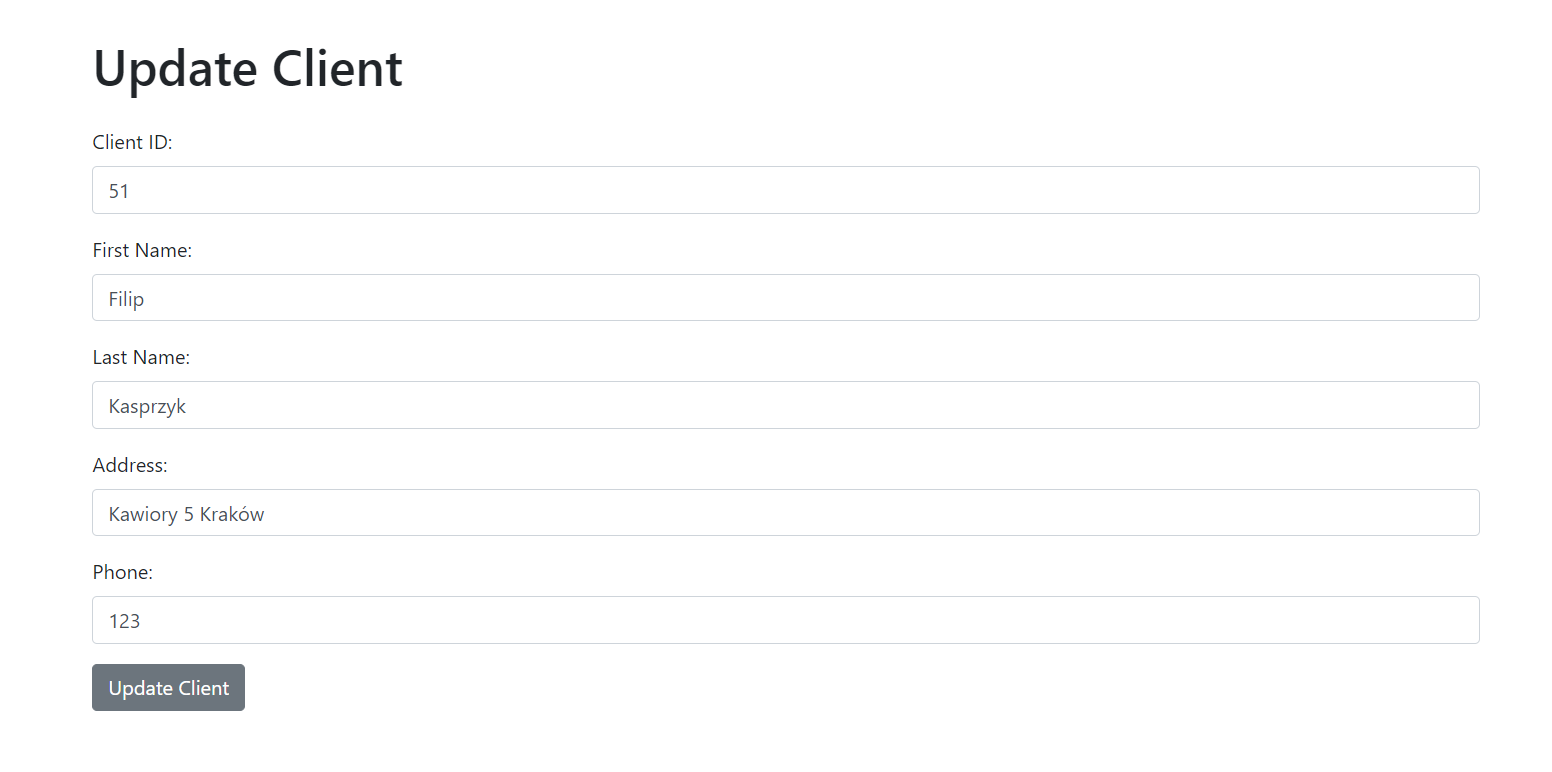 Update Client
Client ID:
51
First Name:
Filip
Last Name:
Kasprzyk
Address:
Kawiory 5 Kraków
Phone:
123
Update Client